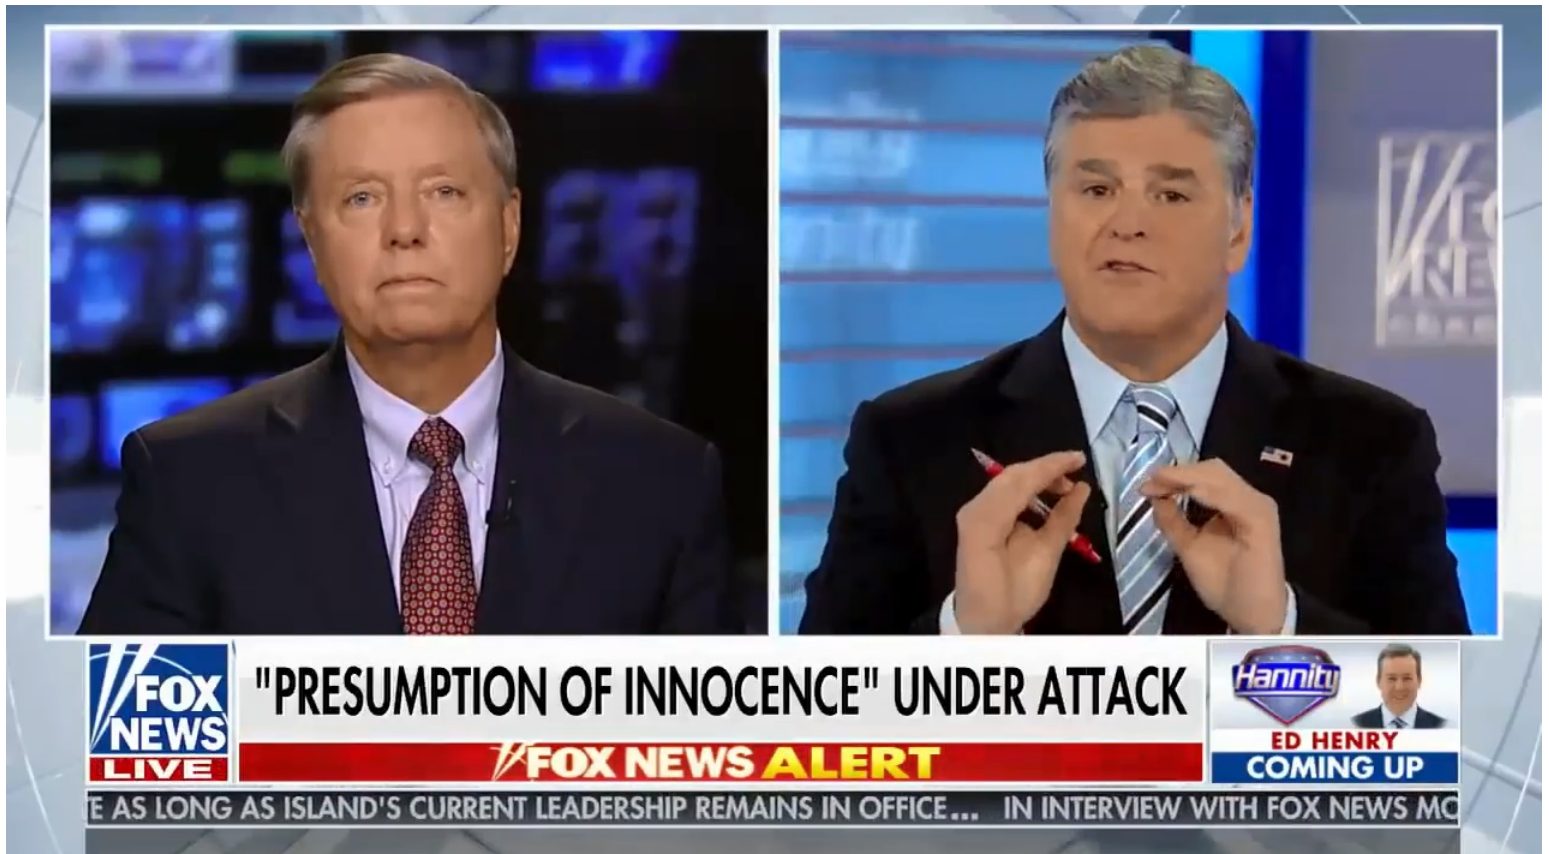 "PRESUMPTION OF INNOCENCE" UNDER ATTACK
FOX NEWS ALERT
FOX
NEWS
LIVE
Hannity
ED HENRY
COMING UP
AS LONG AS ISLAND'S CURRENT LEADERSHIP REMAINS IN OFFICE... IN INTERVIEW WITH FOX NEWS